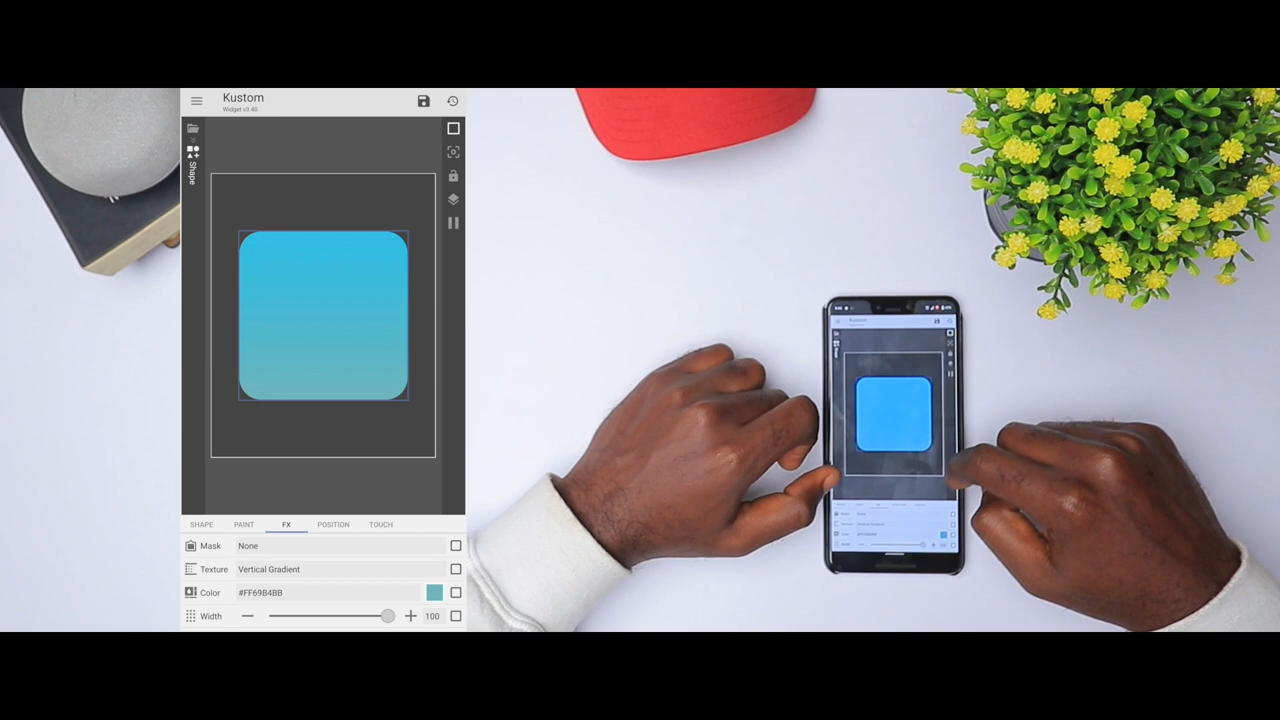 Kustom
Widget v3.40
Shape
SHAPE PAINT FX POSITION TOUCH
Mask None
Texture Vertical Gradient
Color #FF69B4BB
Width 100
Kustom